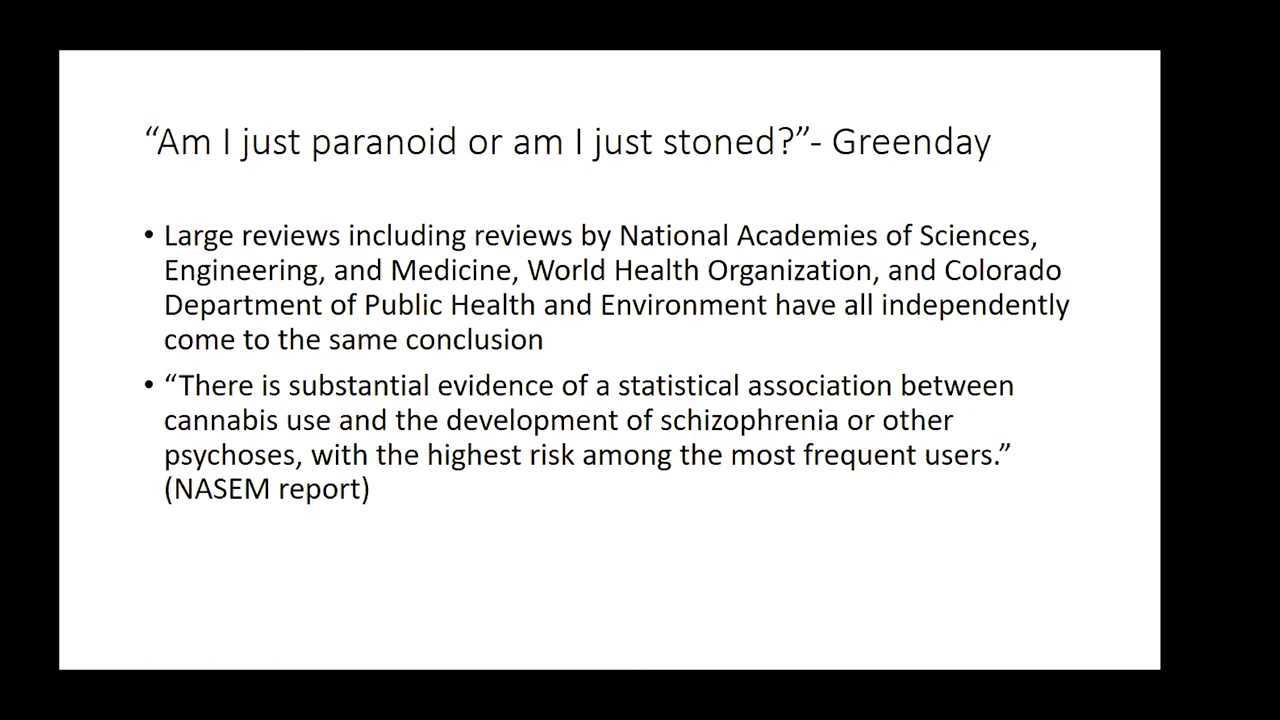 “Am I just paranoid or am I just stoned?”- Greenday
• Large reviews including reviews by National Academies of Sciences,
Engineering, and Medicine, World Health Organization, and Colorado
Department of Public Health and Environment have all independently
come to the same conclusion
• “There is substantial evidence of a statistical association between
cannabis use and the development of schizophrenia or other
psychoses, with the highest risk among the most frequent users.”
(NASEM report)